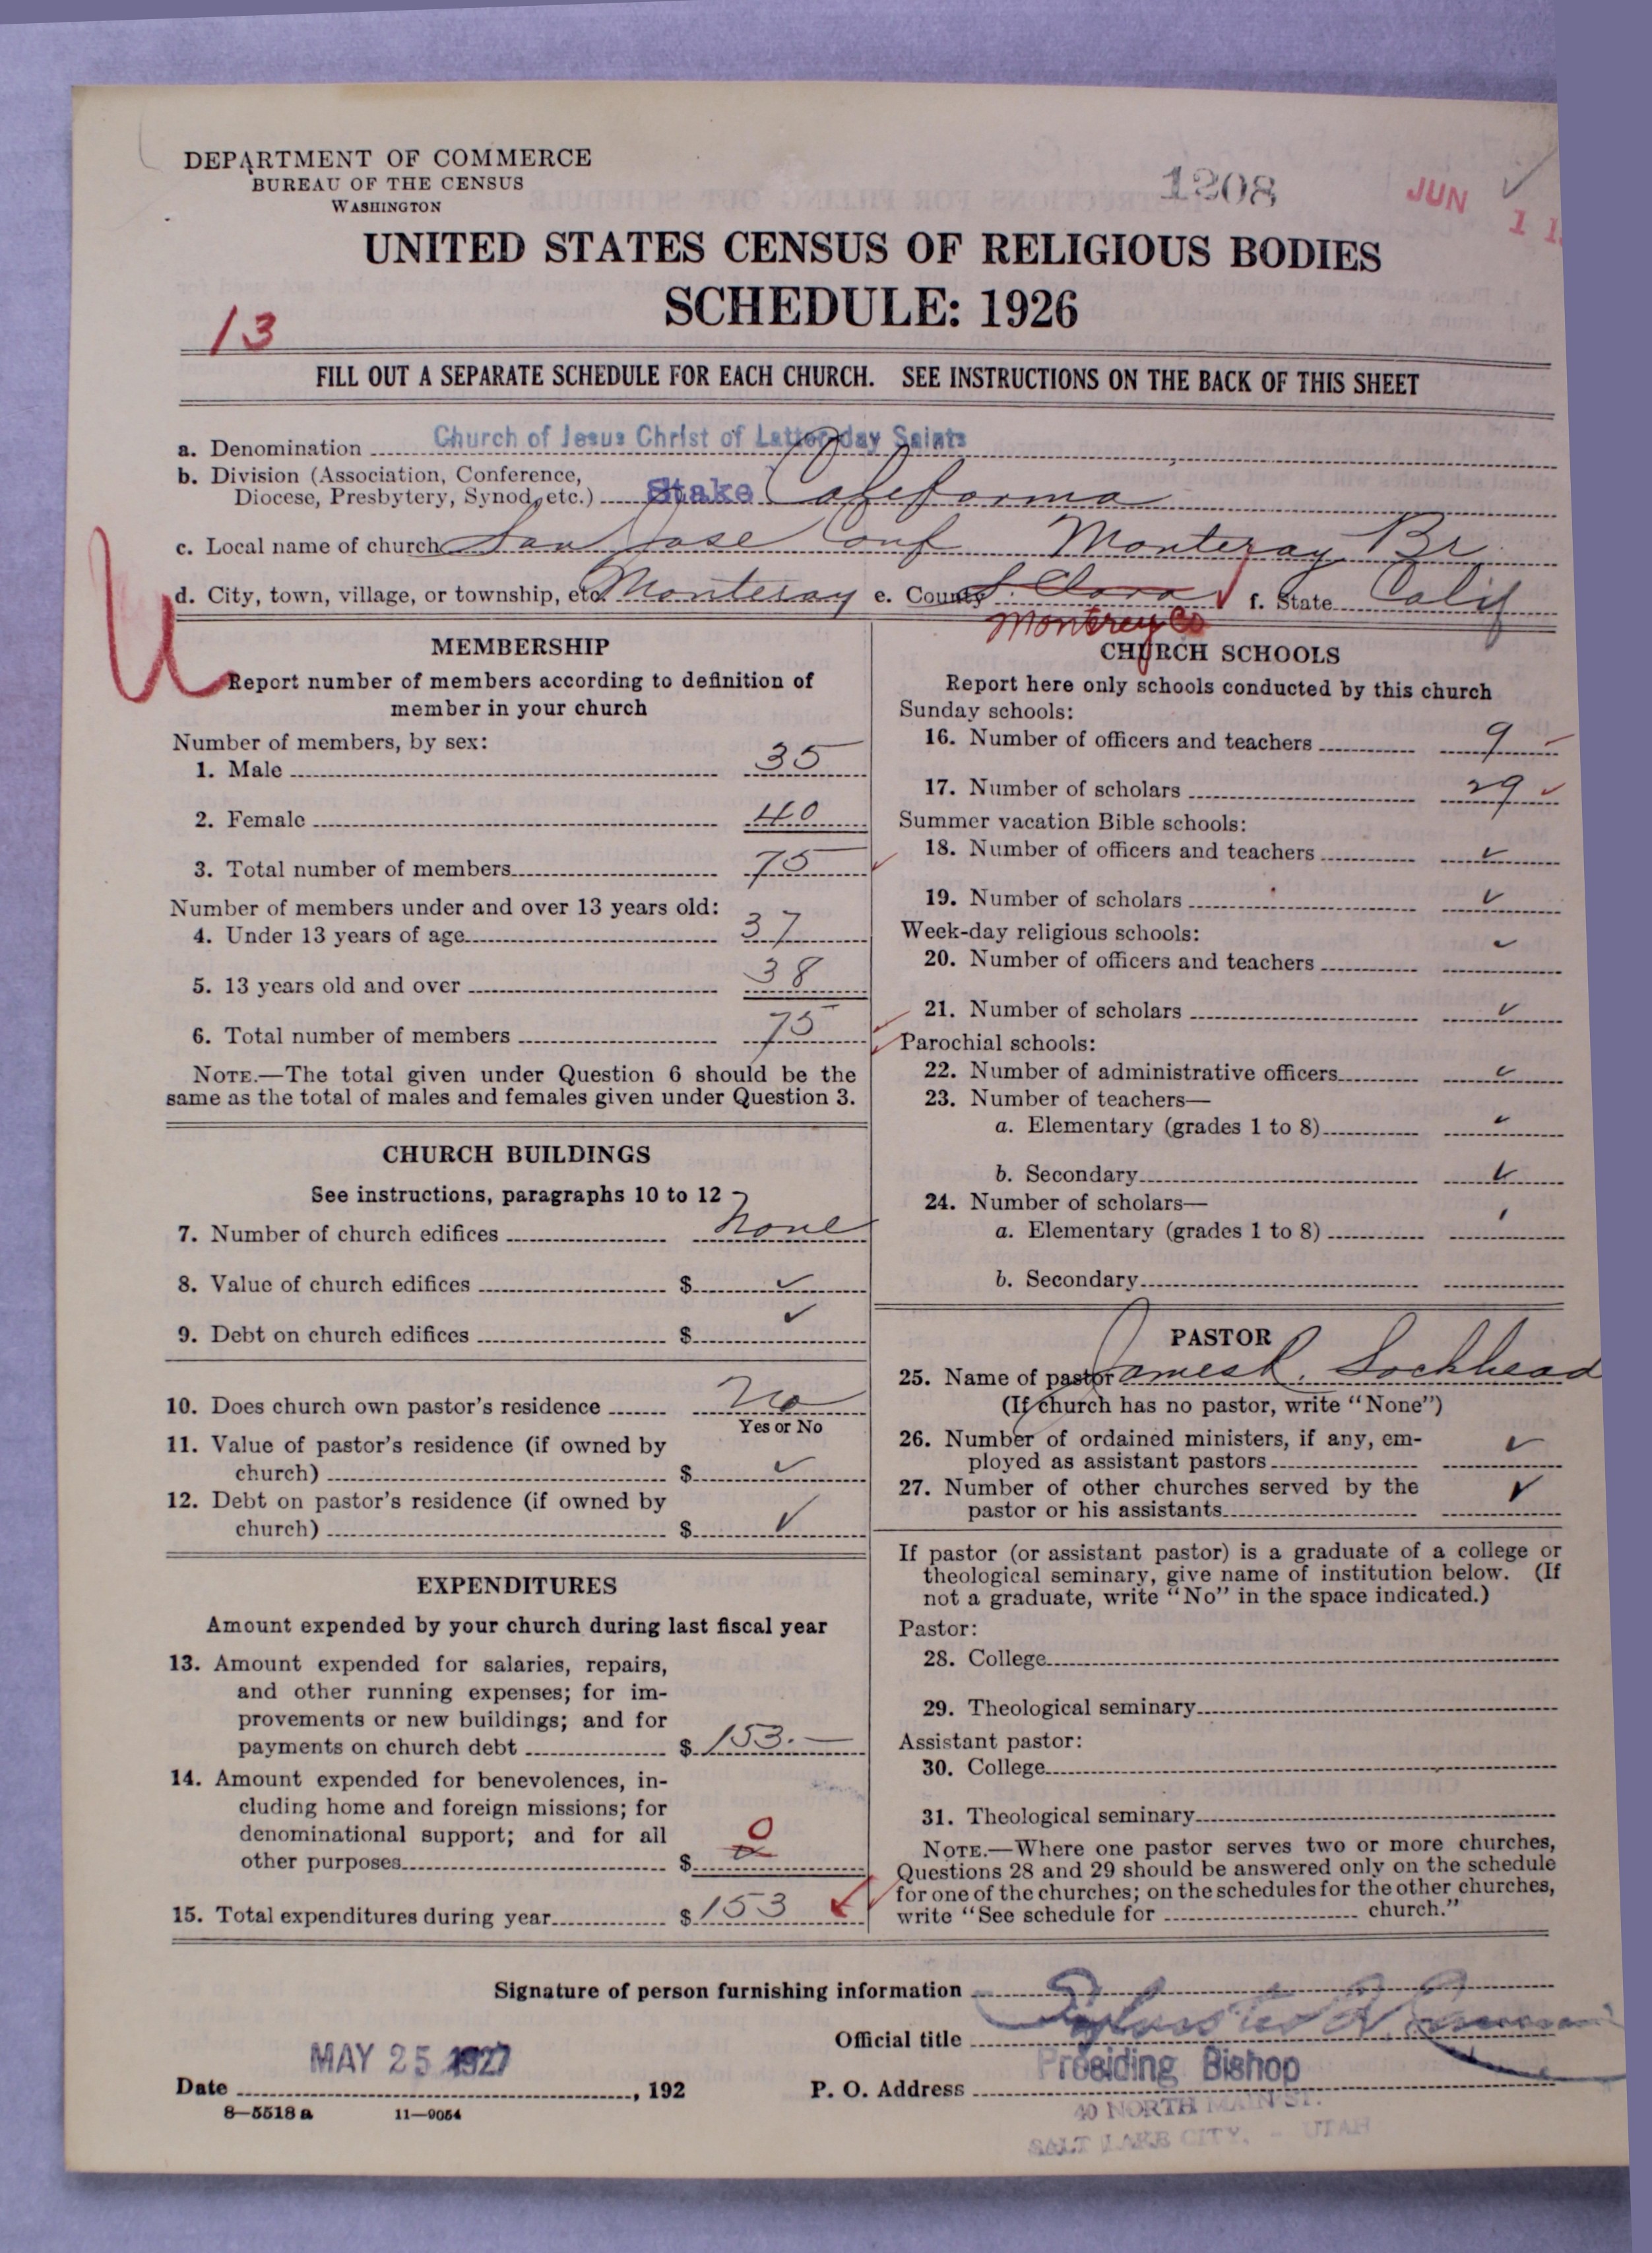 DEPARTMENT OF COMMERCE
BUREAU OF THE CENSUS
WASHINGTON
1208
JUN 1 1
UNITED STATES CENSUS OF RELIGIOUS BODIES
SCHEDULE: 1926
13
FILL OUT A SEPARATE SCHEDULE FOR EACH CHURCH. SEE INSTRUCTIONS ON THE BACK OF THIS SHEET
a. Denomination Church of Jesus Christ of Latter-day Saints
b. Division (Association, Conference,
Diocese, Presbytery, Synod, etc.) Stake California
c. Local name of church San Jose Conf Monteray Br
d. City, town, village, or township, etc. Monteray e. County S. Clara f. State Calif
Montrey Co
MEMBERSHIP
Report number of members according to definition of
member in your church
Number of members, by sex:
1. Male 35
2. Female 40
3. Total number of members 75
Number of members under and over 13 years old:
4. Under 13 years of age 37
5. 13 years old and over 38
6. Total number of members 75
NOTE.—The total given under Question 6 should be the
same as the total of males and females given under Question 3.
CHURCH BUILDINGS
See instructions, paragraphs 10 to 12
7. Number of church edifices none
8. Value of church edifices $ ✓
9. Debt on church edifices $ ✓
10. Does church own pastor's residence No
Yes or No
11. Value of pastor's residence (if owned by
church) $ ✓
12. Debt on pastor's residence (if owned by
church) $ ✓
EXPENDITURES
Amount expended by your church during last fiscal year
13. Amount expended for salaries, repairs,
and other running expenses; for im-
provements or new buildings; and for
payments on church debt $ 153.—
14. Amount expended for benevolences, in-
cluding home and foreign missions; for
denominational support; and for all
other purposes $ 0
15. Total expenditures during year $ 153
CHURCH SCHOOLS
Report here only schools conducted by this church
Sunday schools:
16. Number of officers and teachers 9
17. Number of scholars 29
Summer vacation Bible schools:
18. Number of officers and teachers ✓
19. Number of scholars ✓
Week-day religious schools:
20. Number of officers and teachers ✓
21. Number of scholars ✓
Parochial schools:
22. Number of administrative officers ✓
23. Number of teachers—
a. Elementary (grades 1 to 8) ✓
b. Secondary ✓
24. Number of scholars—
a. Elementary (grades 1 to 8)
b. Secondary
PASTOR
25. Name of pastor James L. Lockhead
(If church has no pastor, write "None")
26. Number of ordained ministers, if any, em-
ployed as assistant pastors ✓
27. Number of other churches served by the
pastor or his assistants ✓
If pastor (or assistant pastor) is a graduate of a college or
theological seminary, give name of institution below. (If
not a graduate, write "No" in the space indicated.)
Pastor:
28. College
29. Theological seminary
Assistant pastor:
30. College
31. Theological seminary
NOTE.—Where one pastor serves two or more churches,
Questions 28 and 29 should be answered only on the schedule
for one of the churches; on the schedules for the other churches,
write "See schedule for church."
Signature of person furnishing information Sylvester Q. Cannon
Official title Presiding Bishop
Date MAY 25 1927, 192
P. O. Address 40 NORTH MAIN ST.
SALT LAKE CITY, - UTAH
8—5518 a 11—9054